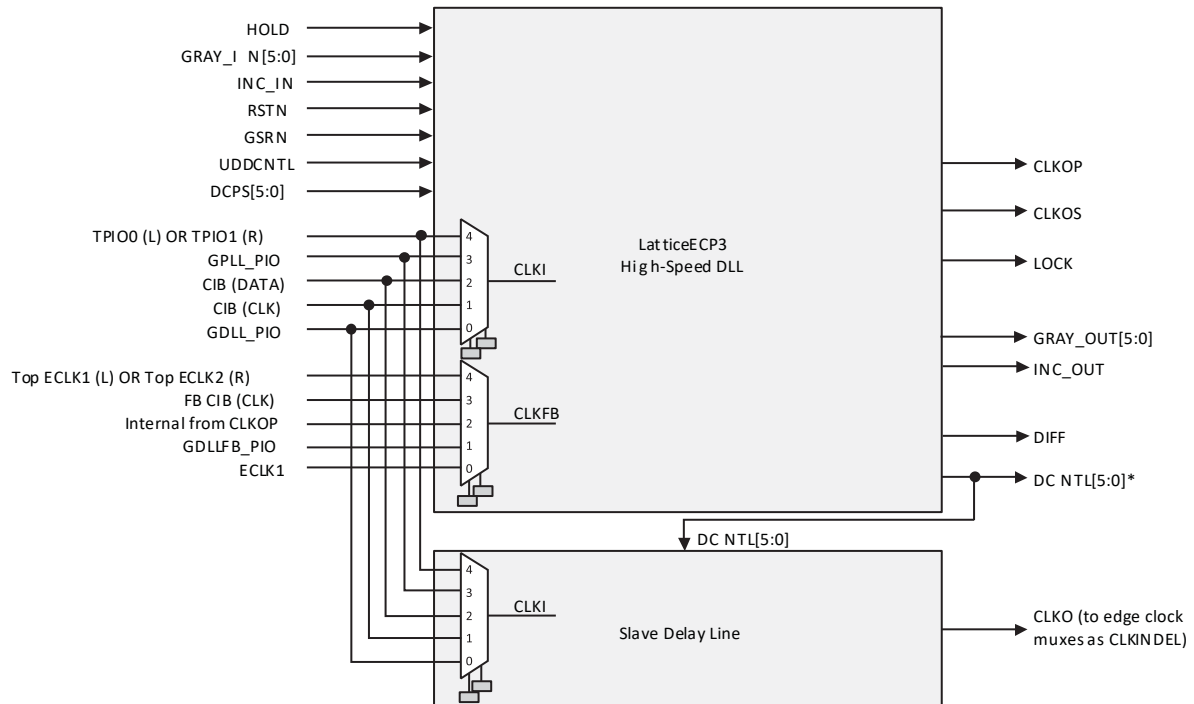 HOLD
GRAY_I N[5:0]
INC_IN
RSTN
GSRN
UDDCNTL
DCPS[5:0]
TPIO0 (L) OR TPIO1 (R)
GPLL_PIO
CIB (DATA)
CIB (CLK)
GDLL_PIO
4
3
2
1
0
CLKI
LatticeECP3
High-Speed DLL
CLKOP
CLKOS
LOCK
GRAY_OUT[5:0]
INC_OUT
DIFF
DC NTL[5:0]*
Top ECLK1 (L) OR Top ECLK2 (R)
FB CIB (CLK)
Internal from CLKOP
GDLLFB_PIO
ECLK1
4
3
2
1
0
CLKFB
DC NTL[5:0]
4
3
2
1
0
CLKI
Slave Delay Line
CLKO (to edge clock
muxes as CLKINDEL)